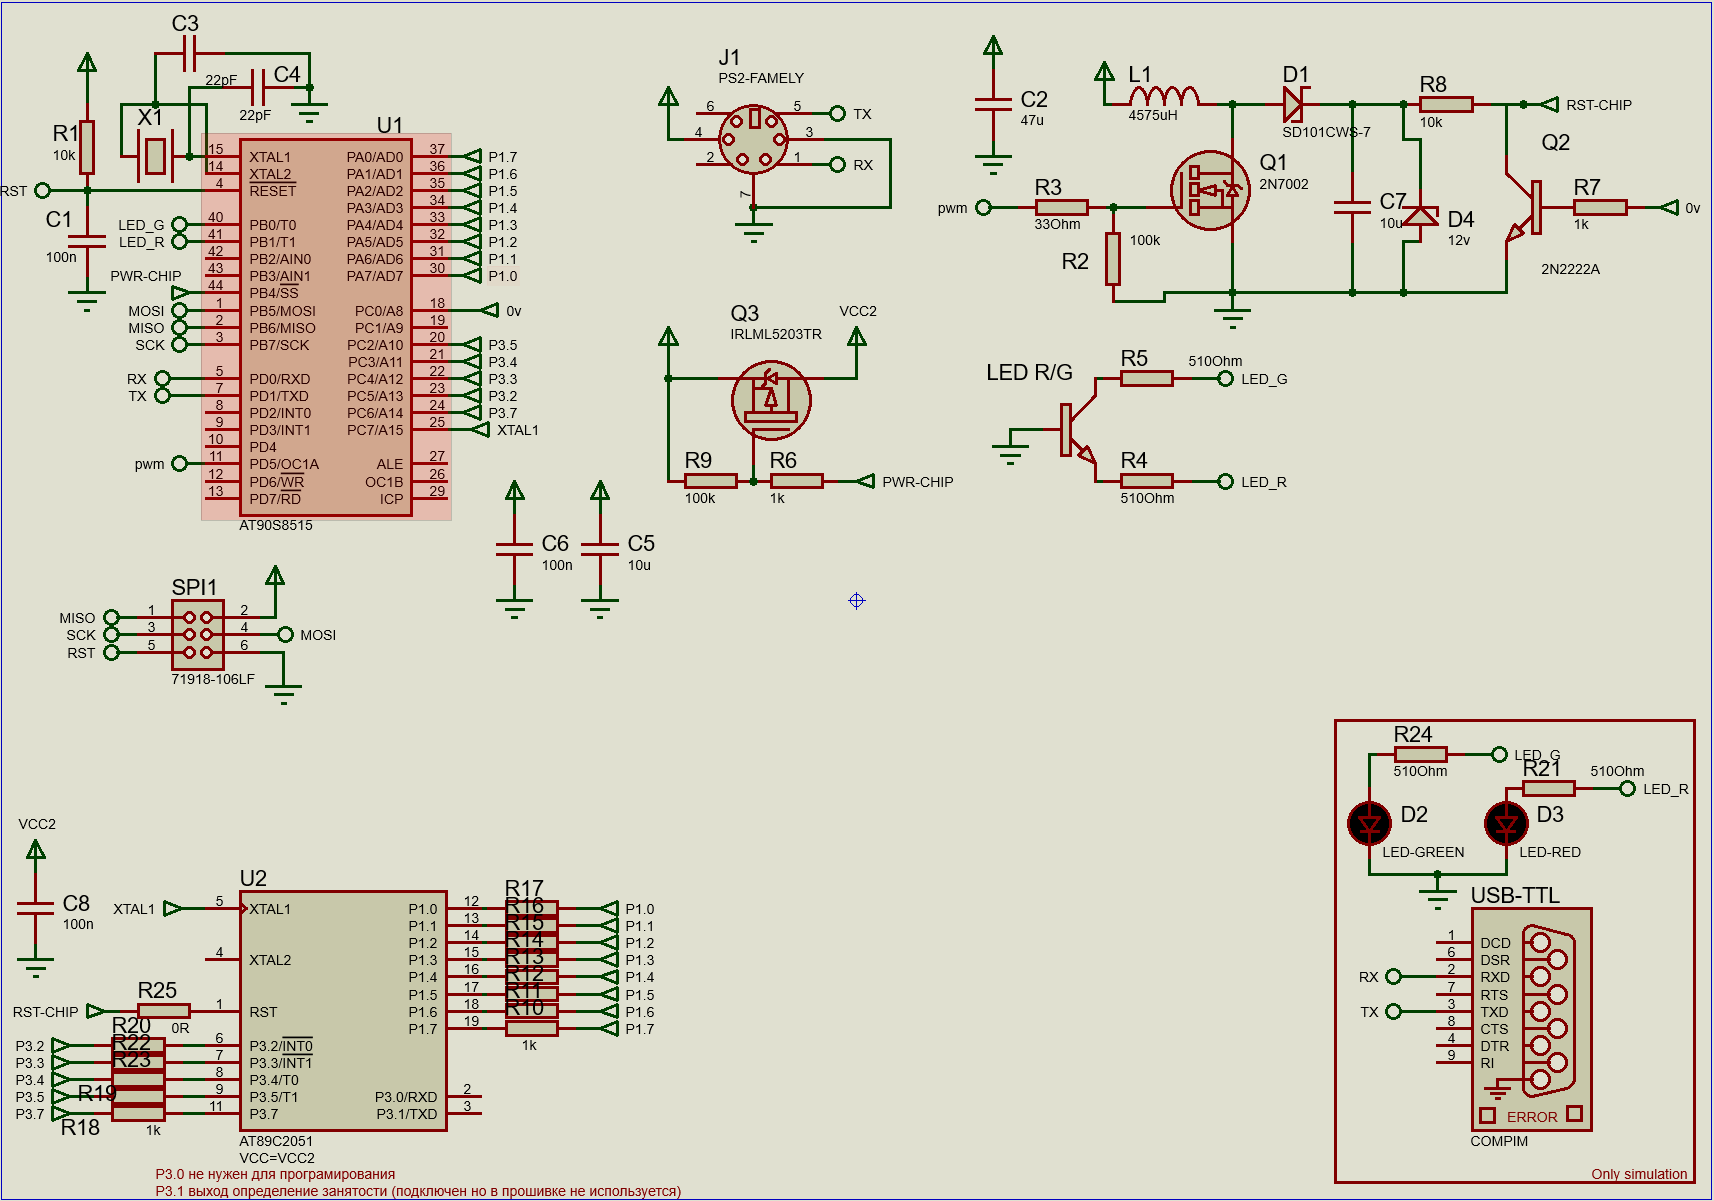 C3
22pF
C4
22pF
X1
R1
10k
RST
C1
100n
U1
15 XTAL1
14 XTAL2
4 RESET
LED_G 40 PB0/T0
LED_R 41 PB1/T1
42 PB2/AIN0
43 PB3/AIN1
PWR-CHIP 44 PB4/SS
MOSI 1 PB5/MOSI
MISO 2 PB6/MISO
SCK 3 PB7/SCK
RX 5 PD0/RXD
TX 7 PD1/TXD
8 PD2/INT0
9 PD3/INT1
10 PD4
pwm 11 PD5/OC1A
12 PD6/WR
13 PD7/RD
PA0/AD0 37 P1.7
PA1/AD1 36 P1.6
PA2/AD2 35 P1.5
PA3/AD3 34 P1.4
PA4/AD4 33 P1.3
PA5/AD5 32 P1.2
PA6/AD6 31 P1.1
PA7/AD7 30 P1.0
PC0/A8 18 0v
PC1/A9 19
PC2/A10 20 P3.5
PC3/A11 21 P3.4
PC4/A12 22 P3.3
PC5/A13 23 P3.2
PC6/A14 24 P3.7
PC7/A15 25 XTAL1
ALE 27
OC1B 26
ICP 29
AT90S8515
J1
PS2-FAMELY
6 5 TX
4 3
2 1 RX
7
C2
47u
L1
4575uH
D1
SD101CWS-7
R8
10k
RST-CHIP
Q2
2N2222A
R7
1k
0v
Q1
2N7002
pwm
R3
33Ohm
100k
R2
C7
10u
D4
12v
Q3
IRLML5203TR
VCC2
R9
100k
R6
1k
PWR-CHIP
LED R/G
R5
510Ohm
LED_G
R4
510Ohm
LED_R
C6
100n
C5
10u
SPI1
MISO 1 2
SCK 3 4 MOSI
RST 5 6
71918-106LF
VCC2
C8
100n
U2
XTAL1 5 XTAL1
4 XTAL2
RST-CHIP R25 1 RST
0R
R20
R22
R23
R19
R18
1k
P3.2 6 P3.2/INT0
P3.3 7 P3.3/INT1
P3.4 8 P3.4/T0
P3.5 9 P3.5/T1
P3.7 11 P3.7
R17
R16
R15
R14
R13
R12
R11
R10
1k
P1.0 12 P1.0
P1.1 13 P1.1
P1.2 14 P1.2
P1.3 15 P1.3
P1.4 16 P1.4
P1.5 17 P1.5
P1.6 18 P1.6
P1.7 19 P1.7
P3.0/RXD 2
P3.1/TXD 3
AT89C2051
VCC=VCC2
P3.0 не нужен для програмирования
P3.1 выход определение занятости (подключен но в прошивке не используется)
R24
510Ohm
LED_G
R21
510Ohm
LED_R
D2
LED-GREEN
D3
LED-RED
USB-TTL
1 DCD
6 DSR
RX 2 RXD
7 RTS
TX 3 TXD
8 CTS
4 DTR
9 RI
ERROR
COMPIM
Only simulation